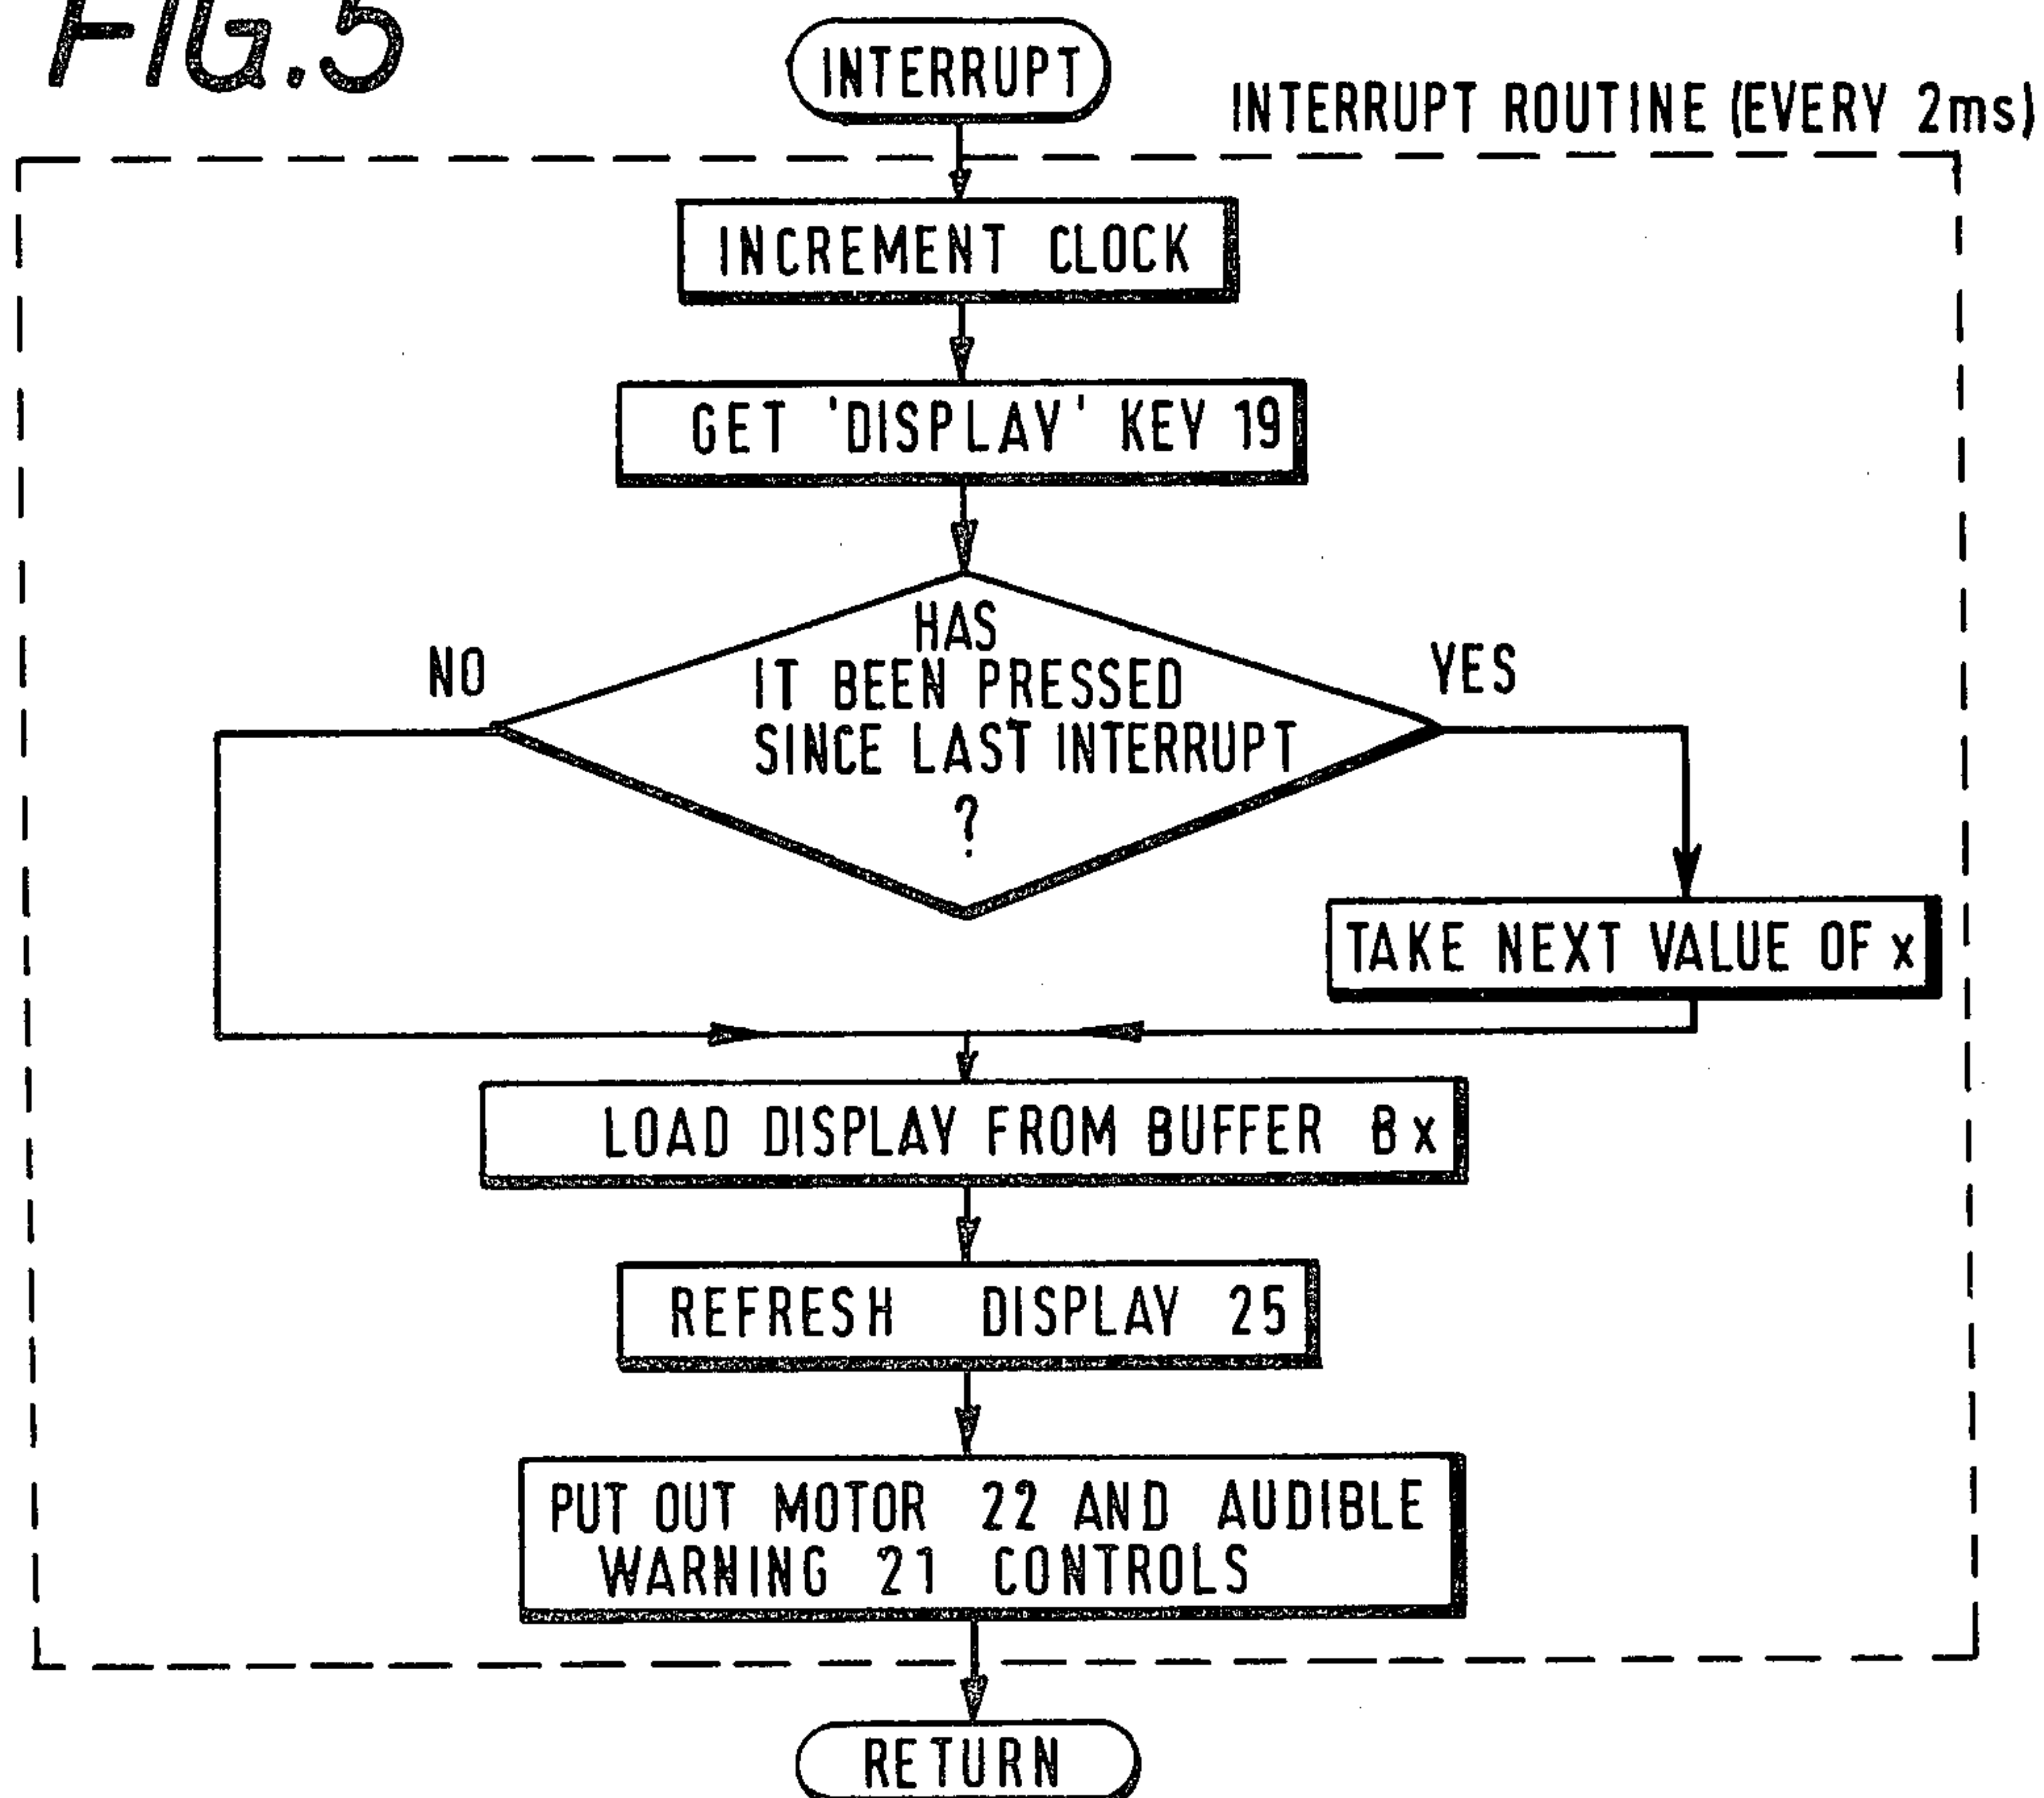 FIG.5
INTERRUPT
INTERRUPT ROUTINE (EVERY 2ms)
INCREMENT CLOCK
GET 'DISPLAY' KEY 19
HAS
IT BEEN PRESSED
SINCE LAST INTERRUPT
?
NO
YES
TAKE NEXT VALUE OF x
LOAD DISPLAY FROM BUFFER Bx
REFRESH DISPLAY 25
PUT OUT MOTOR 22 AND AUDIBLE
WARNING 21 CONTROLS
RETURN